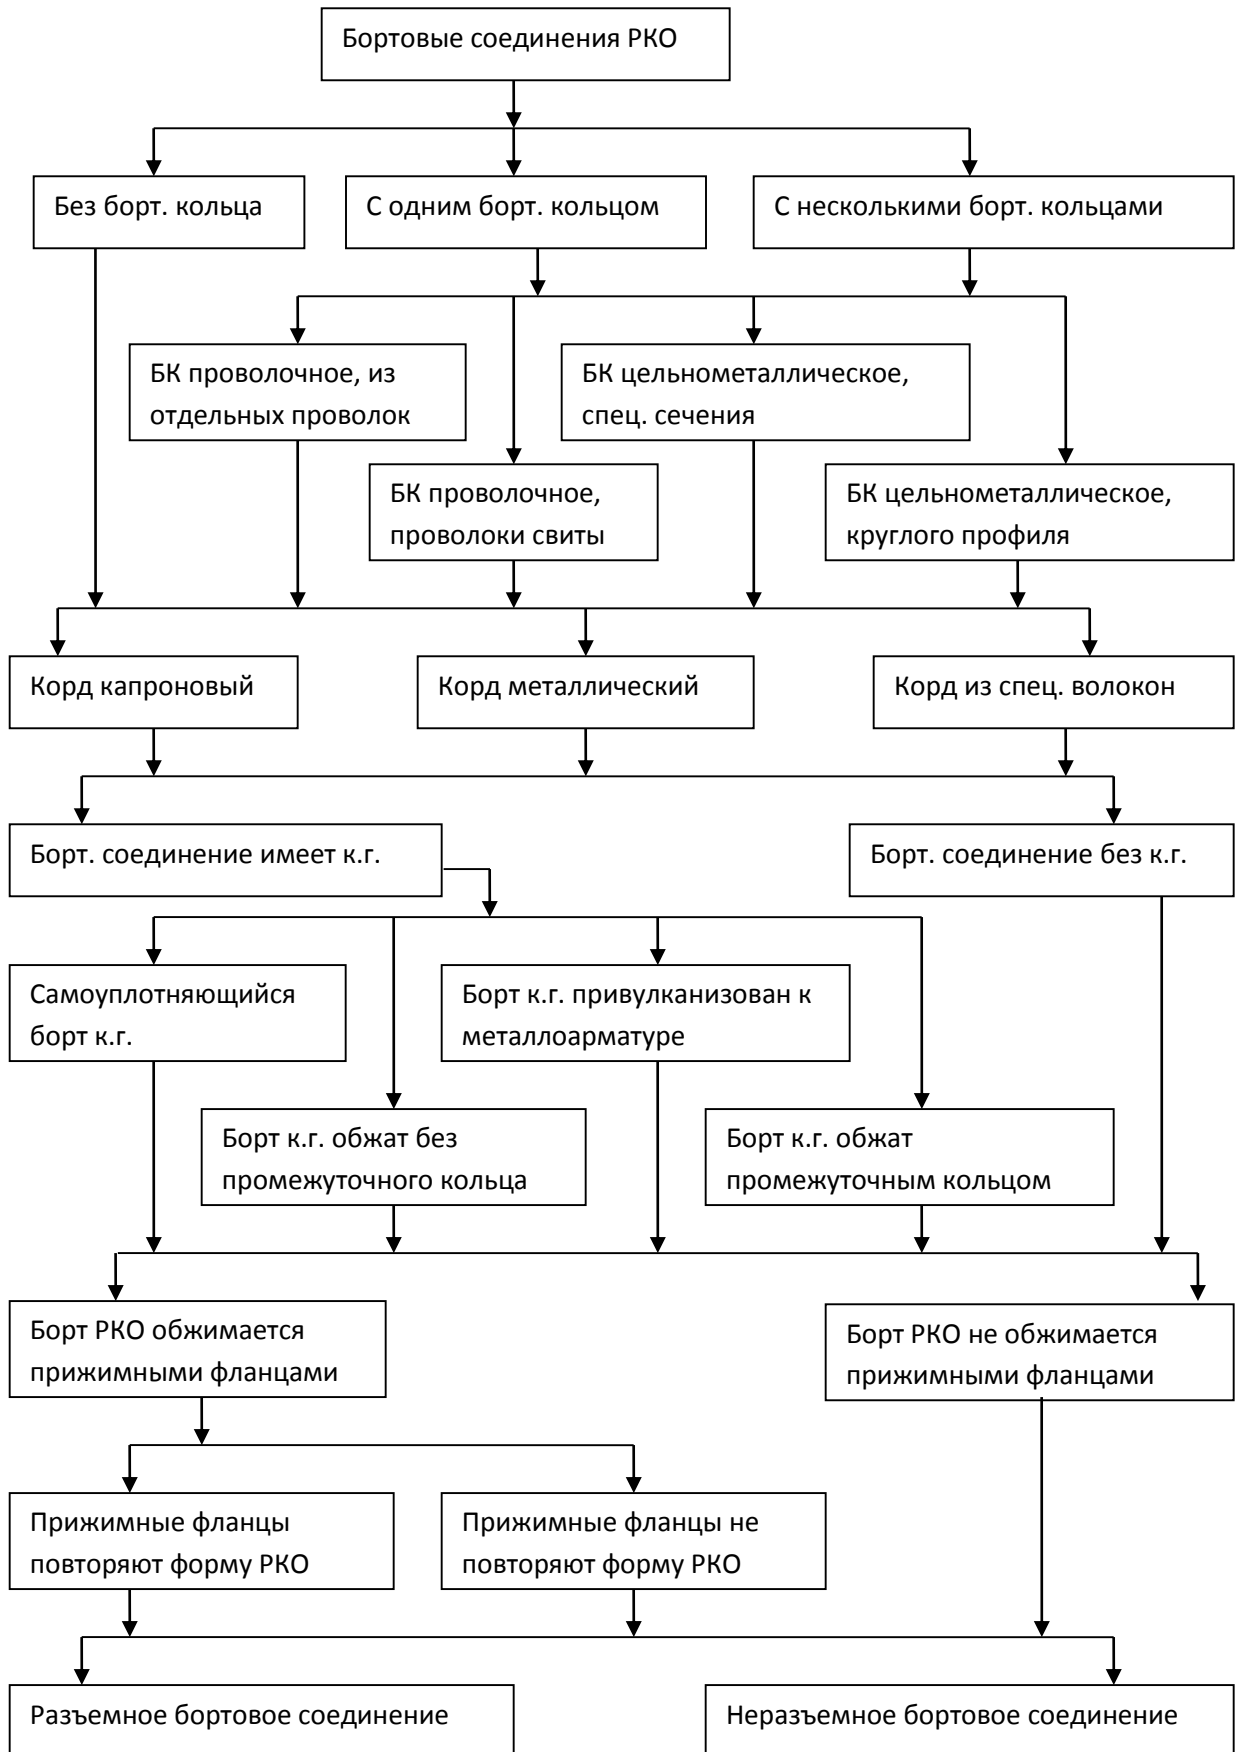 Бортовые соединения РКО
Без борт. кольца
С одним борт. кольцом
С несколькими борт. кольцами
БК проволочное, из
отдельных проволок
БК цельнометаллическое,
спец. сечения
БК проволочное,
проволоки свиты
БК цельнометаллическое,
круглого профиля
Корд капроновый
Корд металлический
Корд из спец. волокон
Борт. соединение имеет к.г.
Борт. соединение без к.г.
Самоуплотняющийся
борт к.г.
Борт к.г. привулканизован к
металлоарматуре
Борт к.г. обжат без
промежуточного кольца
Борт к.г. обжат
промежуточным кольцом
Борт РКО обжимается
прижимными фланцами
Борт РКО не обжимается
прижимными фланцами
Прижимные фланцы
повторяют форму РКО
Прижимные фланцы не
повторяют форму РКО
Разъемное бортовое соединение
Неразъемное бортовое соединение